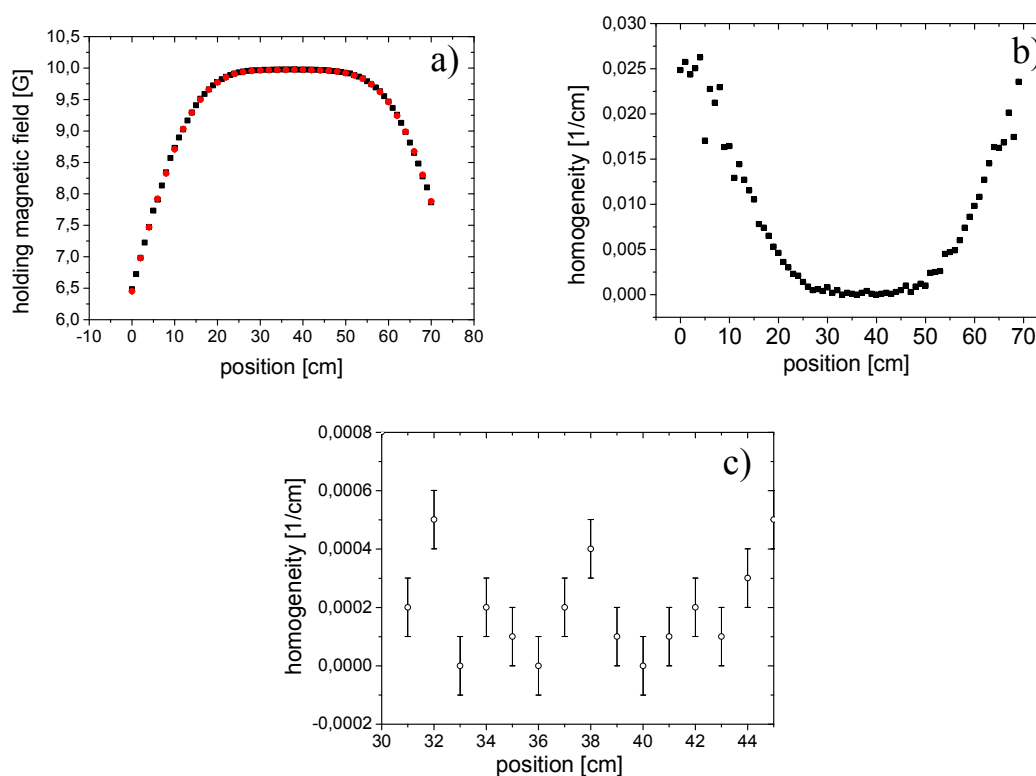 a)
holding magnetic field [G]
10,5
10,0
9,5
9,0
8,5
8,0
7,5
7,0
6,5
6,0
-10 0 10 20 30 40 50 60 70 80
position [cm]
b)
homogeneity [1/cm]
0,030
0,025
0,020
0,015
0,010
0,005
0,000
0 10 20 30 40 50 60 70
position [cm]
c)
homogeneity [1/cm]
0,0008
0,0006
0,0004
0,0002
0,0000
-0,0002
30 32 34 36 38 40 42 44
position [cm]